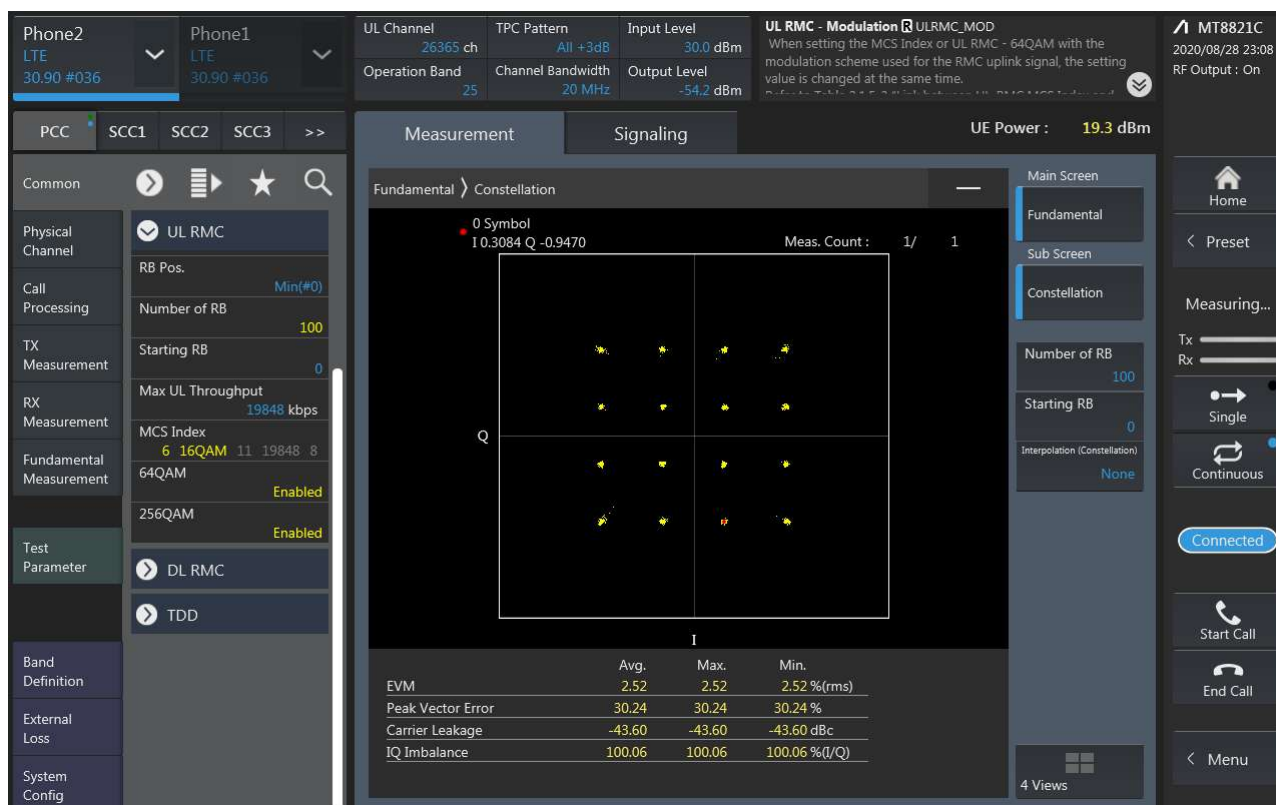 Phone2
LTE
30.90 #036
Phone1
LTE
30.90 #036
UL Channel
26365 ch
TPC Pattern
All +3dB
Input Level
30.0 dBm
Operation Band
25
Channel Bandwidth
20 MHz
Output Level
-54.2 dBm
UL RMC - Modulation R ULRMC_MOD
When setting the MCS Index or UL RMC - 64QAM with the
modulation scheme used for the RMC uplink signal, the setting
value is changed at the same time.
MT8821C
2020/08/28 23:08
RF Output : On
PCC SCC1 SCC2 SCC3 >>
Measurement
Signaling
UE Power : 19.3 dBm
Common
Physical
Channel
Call
Processing
TX
Measurement
RX
Measurement
Fundamental
Measurement
Test
Parameter
Band
Definition
External
Loss
System
Config
UL RMC
RB Pos.
Min(#0)
Number of RB
100
Starting RB
0
Max UL Throughput
19848 kbps
MCS Index
6 16QAM 11 19848 8
64QAM
Enabled
256QAM
Enabled
DL RMC
TDD
Fundamental 〉 Constellation
0 Symbol
I 0.3084 Q -0.9470
Meas. Count : 1/ 1
Q
I
Avg. Max. Min.
EVM 2.52 2.52 2.52 %(rms)
Peak Vector Error 30.24 30.24 30.24 %
Carrier Leakage -43.60 -43.60 -43.60 dBc
IQ Imbalance 100.06 100.06 100.06 %(I/Q)
Main Screen
Fundamental
Sub Screen
Constellation
Number of RB
100
Starting RB
0
Interpolation (Constellation)
None
4 Views
Home
< Preset
Measuring...
Tx
Rx
Single
Continuous
Connected
Start Call
End Call
< Menu